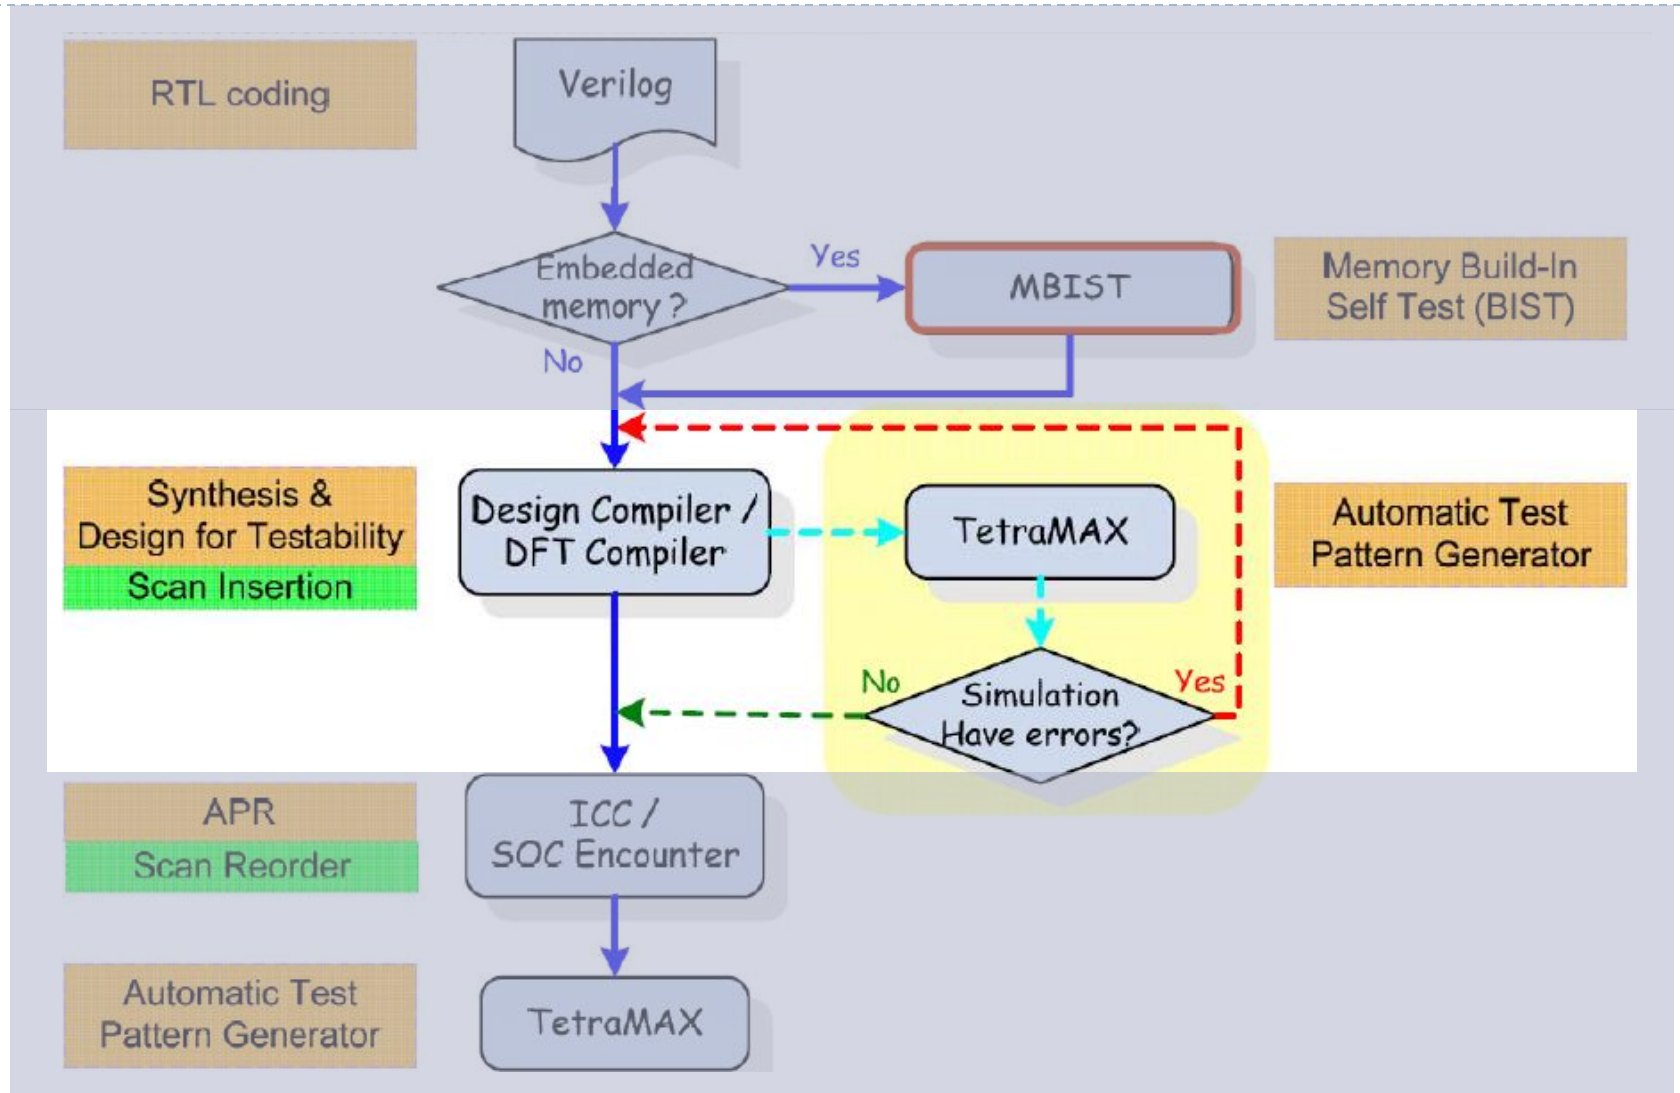 RTL coding
Verilog
Embedded
memory ?
Yes
No
MBIST
Memory Build-In
Self Test (BIST)
Synthesis &
Design for Testability
Scan Insertion
Design Compiler /
DFT Compiler
TetraMAX
Automatic Test
Pattern Generator
No
Simulation
Have errors?
Yes
APR
Scan Reorder
ICC /
SOC Encounter
Automatic Test
Pattern Generator
TetraMAX